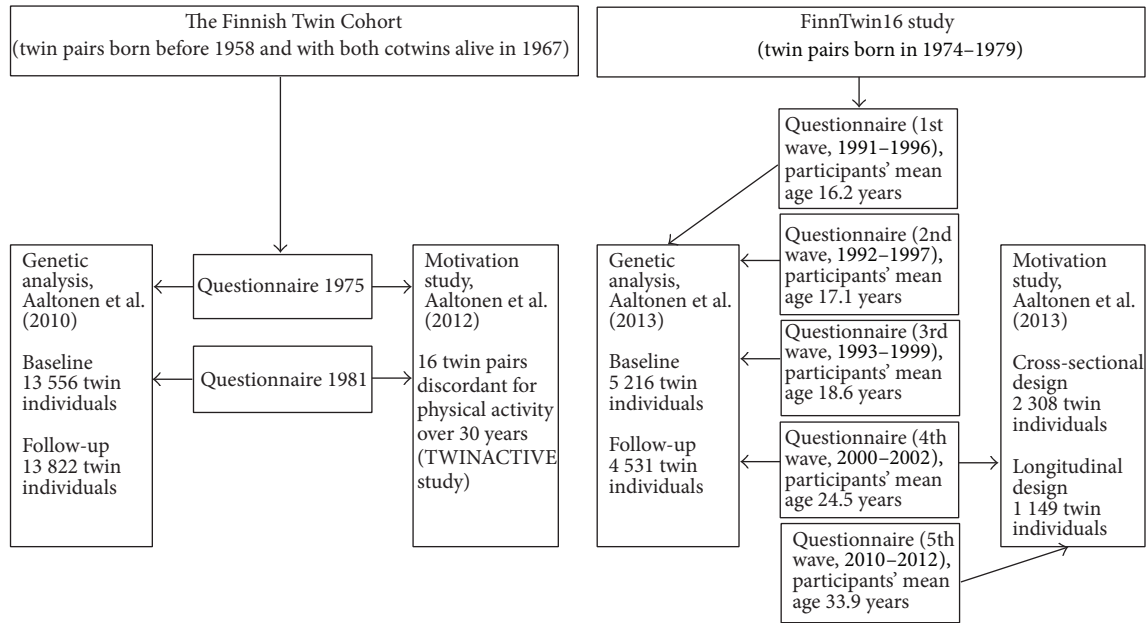 The Finnish Twin Cohort
(twin pairs born before 1958 and with both cotwins alive in 1967)
Genetic
analysis,
Aaltonen et al.
(2010)
Baseline
13 556 twin
individuals
Follow-up
13 822 twin
individuals
Questionnaire 1975
Questionnaire 1981
Motivation
study,
Aaltonen et al.
(2012)
16 twin pairs
discordant for
physical activity
over 30 years
(TWINACTIVE
study)
FinnTwin16 study
(twin pairs born in 1974–1979)
Questionnaire (1st
wave, 1991–1996),
participants' mean
age 16.2 years
Genetic
analysis,
Aaltonen et al.
(2013)
Baseline
5 216 twin
individuals
Follow-up
4 531 twin
individuals
Questionnaire (2nd
wave, 1992–1997),
participants' mean
age 17.1 years
Questionnaire (3rd
wave, 1993–1999),
participants' mean
age 18.6 years
Questionnaire (4th
wave, 2000–2002),
participants' mean
age 24.5 years
Questionnaire (5th
wave, 2010–2012),
participants' mean
age 33.9 years
Motivation
study,
Aaltonen et al.
(2013)
Cross-sectional
design
2 308 twin
individuals
Longitudinal
design
1 149 twin
individuals